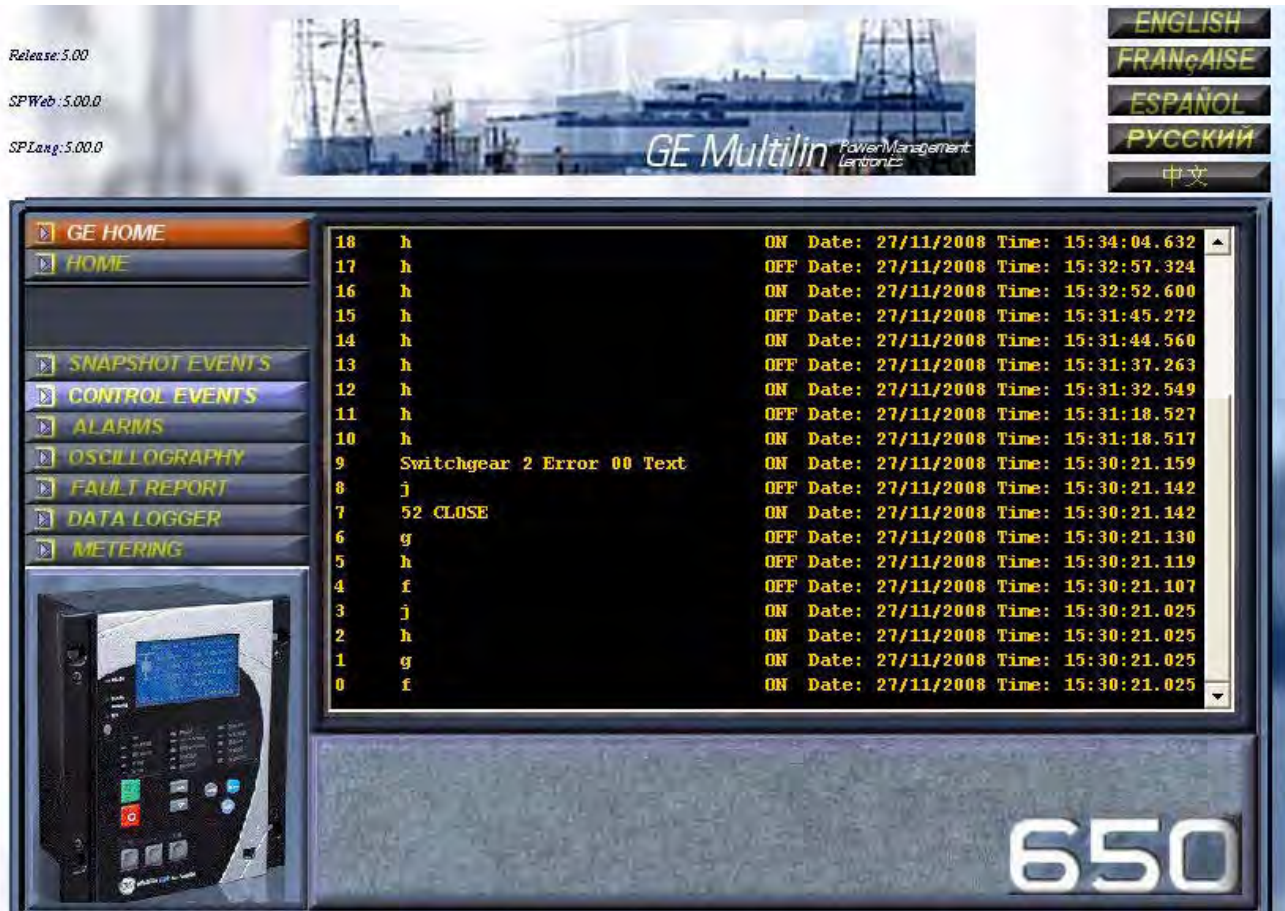 Release:5.00
SPWeb:5.00.0
SPLang:5.00.0
GE Multilin PowerManagement
Lentronics
ENGLISH
FRANçAISE
ESPAÑOL
РУССКИЙ
中文
GE HOME
HOME
SNAPSHOT EVENTS
CONTROL EVENTS
ALARMS
OSCILLOGRAPHY
FAULT REPORT
DATA LOGGER
METERING
18 h ON Date: 27/11/2008 Time: 15:34:04.632
17 h OFF Date: 27/11/2008 Time: 15:32:57.324
16 h ON Date: 27/11/2008 Time: 15:32:52.600
15 h OFF Date: 27/11/2008 Time: 15:31:45.272
14 h ON Date: 27/11/2008 Time: 15:31:44.560
13 h OFF Date: 27/11/2008 Time: 15:31:37.263
12 h ON Date: 27/11/2008 Time: 15:31:32.549
11 h OFF Date: 27/11/2008 Time: 15:31:18.527
10 h ON Date: 27/11/2008 Time: 15:31:18.517
9 Switchgear 2 Error 00 Text ON Date: 27/11/2008 Time: 15:30:21.159
8 j OFF Date: 27/11/2008 Time: 15:30:21.142
7 52 CLOSE ON Date: 27/11/2008 Time: 15:30:21.142
6 g OFF Date: 27/11/2008 Time: 15:30:21.130
5 h OFF Date: 27/11/2008 Time: 15:30:21.119
4 f OFF Date: 27/11/2008 Time: 15:30:21.107
3 j ON Date: 27/11/2008 Time: 15:30:21.025
2 h ON Date: 27/11/2008 Time: 15:30:21.025
1 g ON Date: 27/11/2008 Time: 15:30:21.025
0 f ON Date: 27/11/2008 Time: 15:30:21.025
650